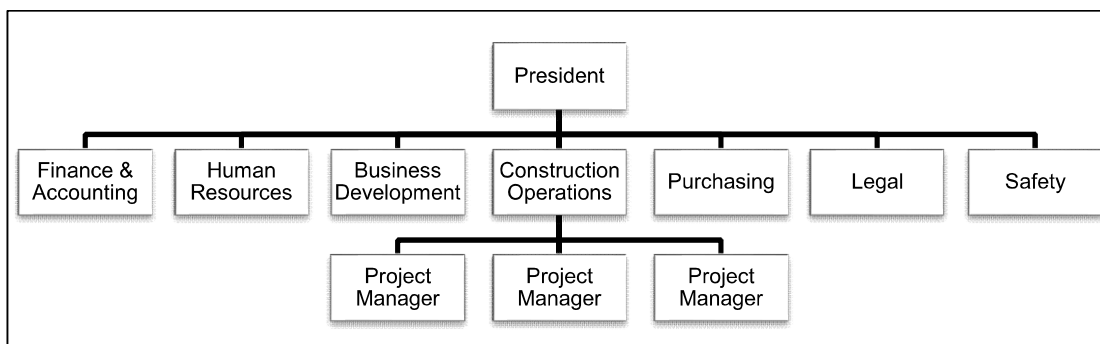 President
Finance &
Accounting
Human
Resources
Business
Development
Construction
Operations
Purchasing
Legal
Safety
Project
Manager
Project
Manager
Project
Manager